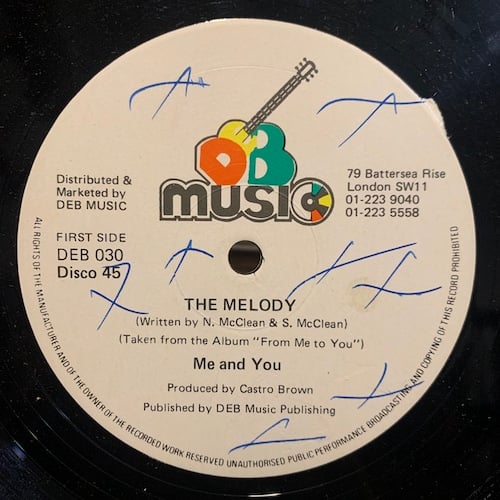 DEB
MUSIC
Distributed &
Marketed by
DEB MUSIC
79 Battersea Rise
London SW11
01-223 9040
01-223 5558
FIRST SIDE
DEB 030
Disco 45
THE MELODY
(Written by N. McClean & S. McClean)
(Taken from the Album "From Me to You")
Me and You
Produced by Castro Brown
Published by DEB Music Publishing
ALL RIGHTS OF THE MANUFACTURER AND OF THE OWNER OF THE RECORDED WORK RESERVED UNAUTHORISED PUBLIC PERFORMANCE BROADCASTING AND COPYING OF THIS RECORD PROHIBITED